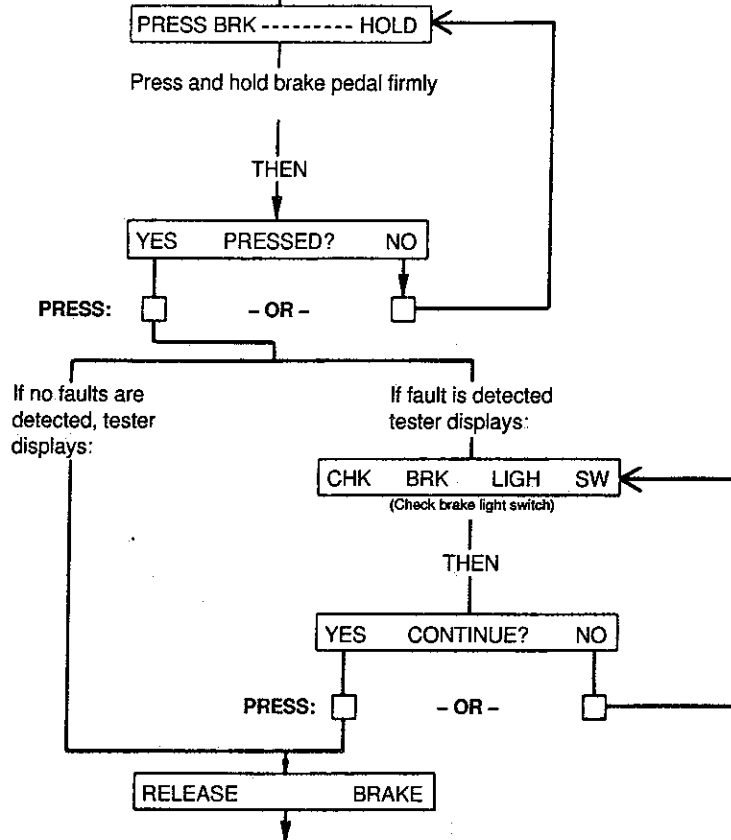 PRESS BRK --------- HOLD
Press and hold brake pedal firmly
THEN
YES PRESSED? NO
PRESS: – OR –
If no faults are
detected, tester
displays:
If fault is detected
tester displays:
CHK BRK LIGH SW
(Check brake light switch)
THEN
YES CONTINUE? NO
PRESS: – OR –
RELEASE BRAKE